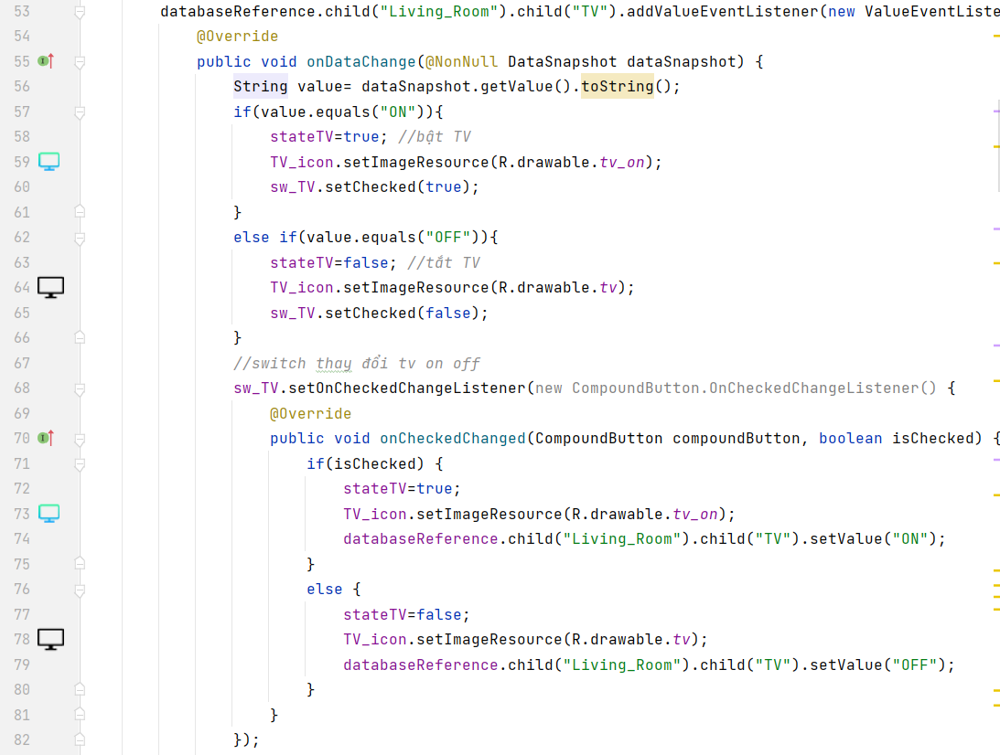 53 databaseReference.child("Living_Room").child("TV").addValueEventListener(new ValueEventListe
54 @Override
55 public void onDataChange(@NonNull DataSnapshot dataSnapshot) {
56 String value= dataSnapshot.getValue().toString();
57 if(value.equals("ON")){
58 stateTV=true; //bật TV
59 TV_icon.setImageResource(R.drawable.tv_on);
60 sw_TV.setChecked(true);
61 }
62 else if(value.equals("OFF")){
63 stateTV=false; //tắt TV
64 TV_icon.setImageResource(R.drawable.tv);
65 sw_TV.setChecked(false);
66 }
67 //switch thay đổi tv on off
68 sw_TV.setOnCheckedChangeListener(new CompoundButton.OnCheckedChangeListener() {
69 @Override
70 public void onCheckedChanged(CompoundButton compoundButton, boolean isChecked) {
71 if(isChecked) {
72 stateTV=true;
73 TV_icon.setImageResource(R.drawable.tv_on);
74 databaseReference.child("Living_Room").child("TV").setValue("ON");
75 }
76 else {
77 stateTV=false;
78 TV_icon.setImageResource(R.drawable.tv);
79 databaseReference.child("Living_Room").child("TV").setValue("OFF");
80 }
81 }
82 });